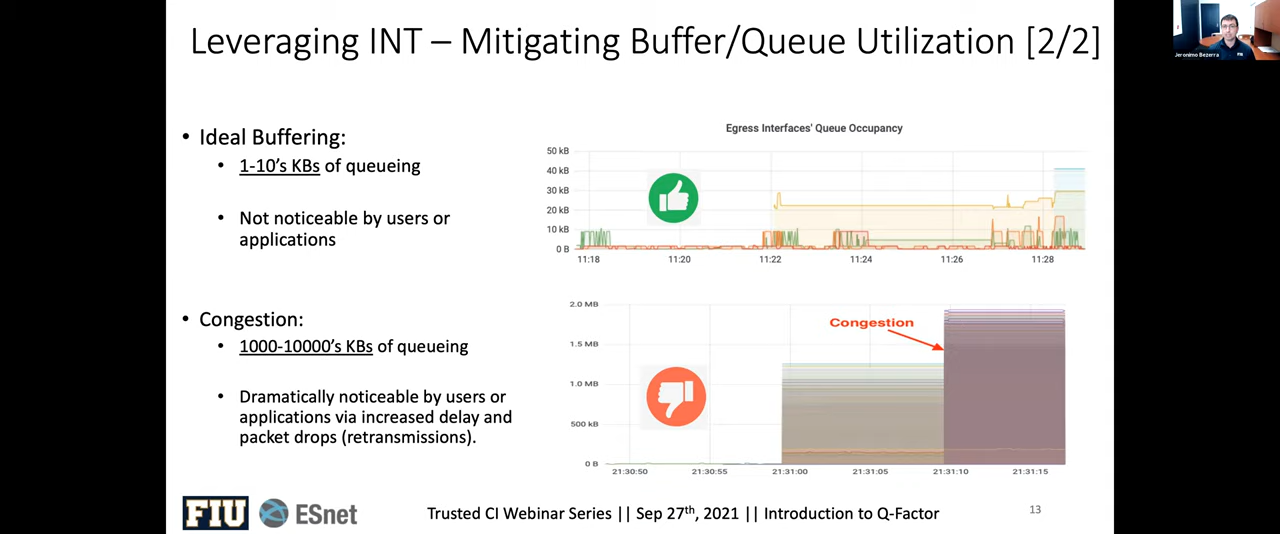 Leveraging INT – Mitigating Buffer/Queue Utilization [2/2]
Jeronimo Bezerra
• Ideal Buffering:
• 1-10's KBs of queueing
• Not noticeable by users or
applications
Egress Interfaces' Queue Occupancy
50 kB
40 kB
30 kB
20 kB
10 kB
0 B
11:18
11:20
11:22
11:24
11:26
11:28
• Congestion:
• 1000-10000's KBs of queueing
• Dramatically noticeable by users or
applications via increased delay and
packet drops (retransmissions).
2.0 MB
1.5 MB
1.0 MB
500 kB
0 B
Congestion
21:30:50
21:30:55
21:31:00
21:31:05
21:31:10
21:31:15
FIU
ESnet
Trusted CI Webinar Series || Sep 27th, 2021 || Introduction to Q-Factor
13